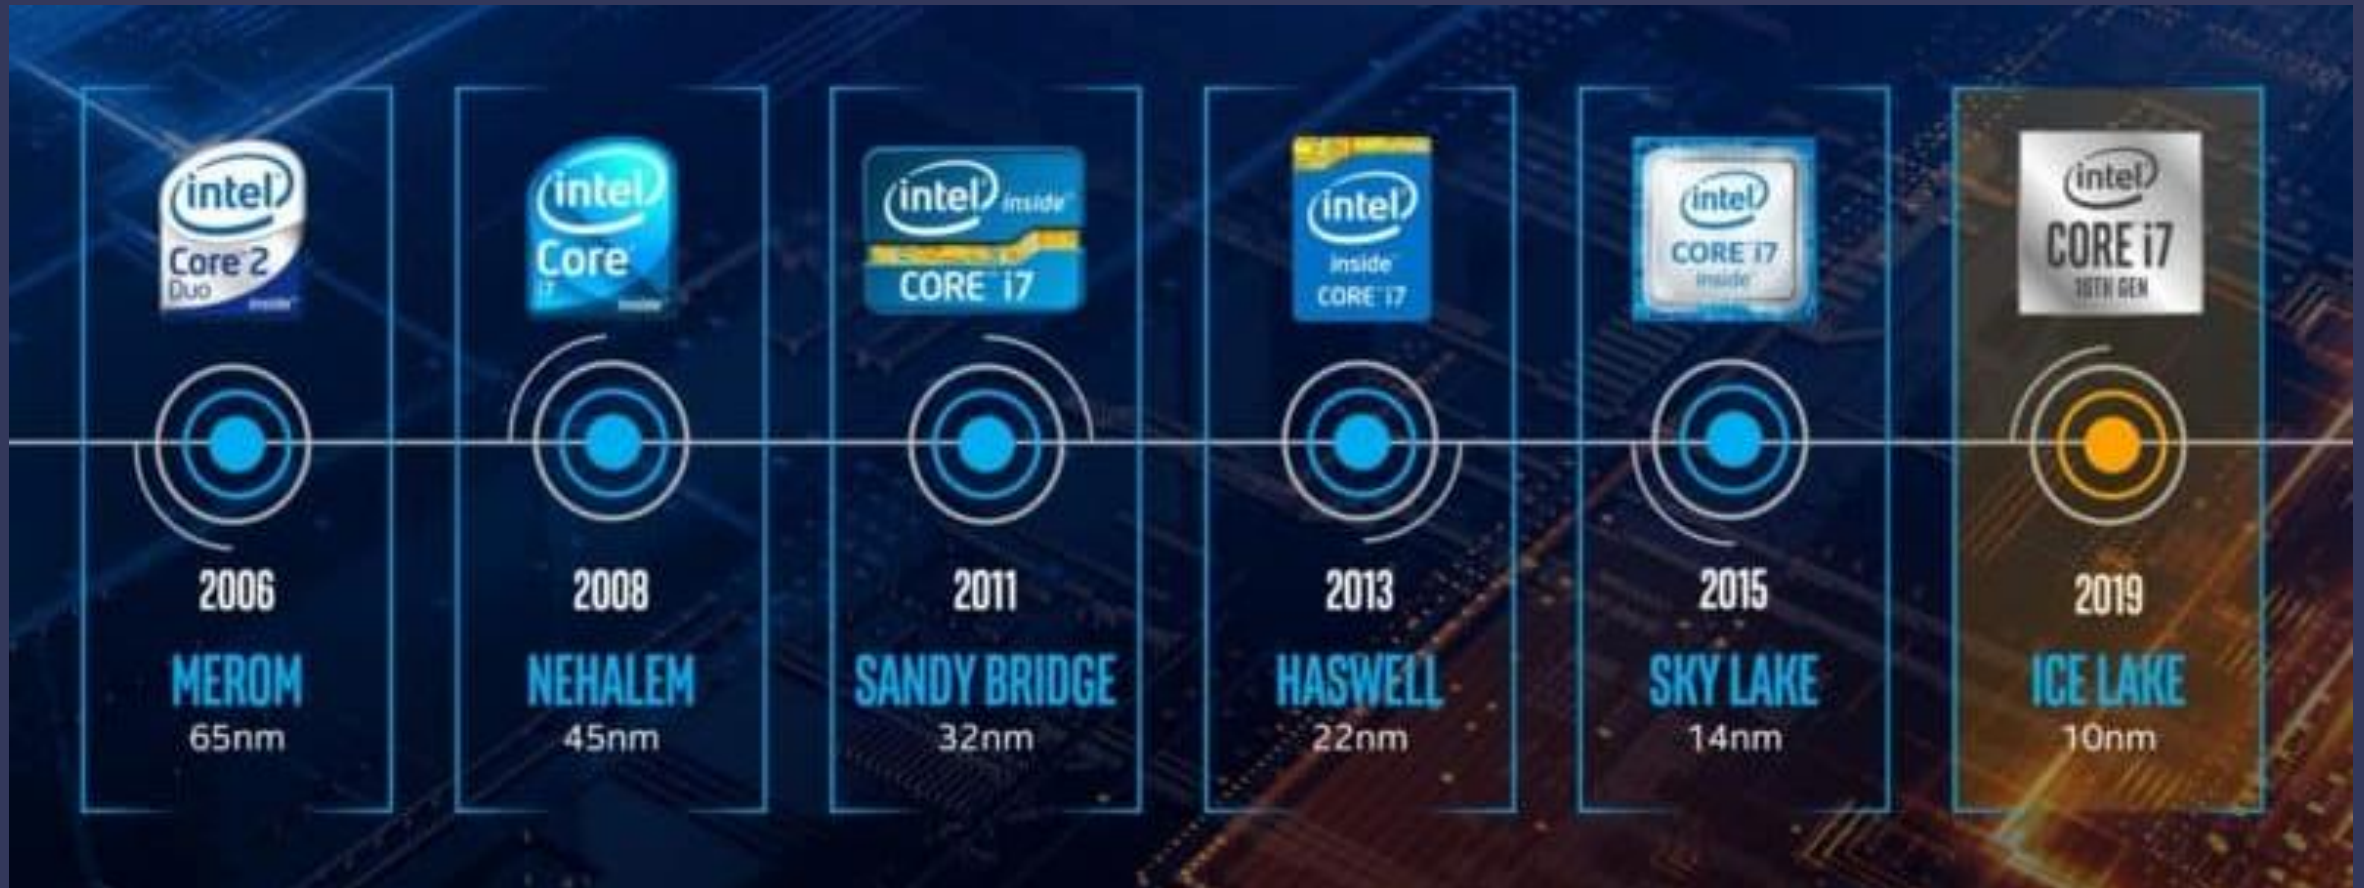 intel
Core 2
Duo
inside
2006
MEROM
65nm
intel
Core
i7
inside
2008
NEHALEM
45nm
intel inside
CORE i7
2011
SANDY BRIDGE
32nm
intel
inside
CORE i7
2013
HASWELL
22nm
intel
CORE i7
inside
2015
SKY LAKE
14nm
intel
CORE i7
10TH GEN
2019
ICE LAKE
10nm